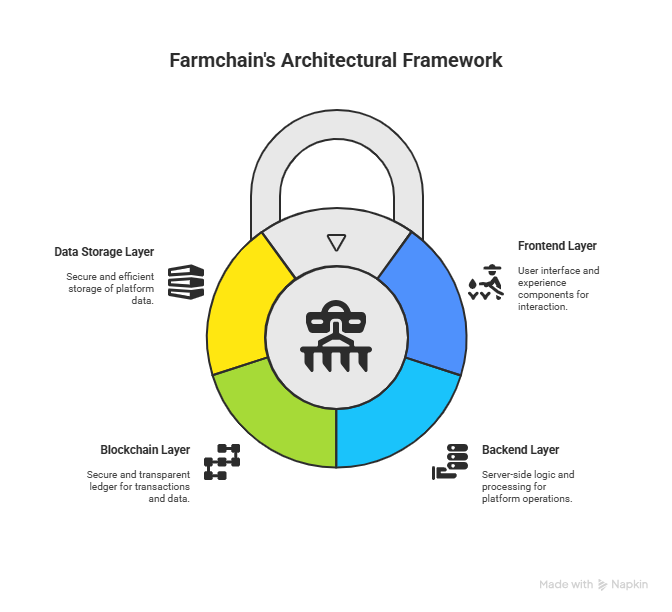 Farmchain's Architectural Framework
Data Storage Layer
Secure and efficient
storage of platform
data.
Frontend Layer
User interface and
experience
components for
interaction.
Blockchain Layer
Secure and transparent
ledger for transactions
and data.
Backend Layer
Server-side logic and
processing for
platform operations.
Made with Napkin